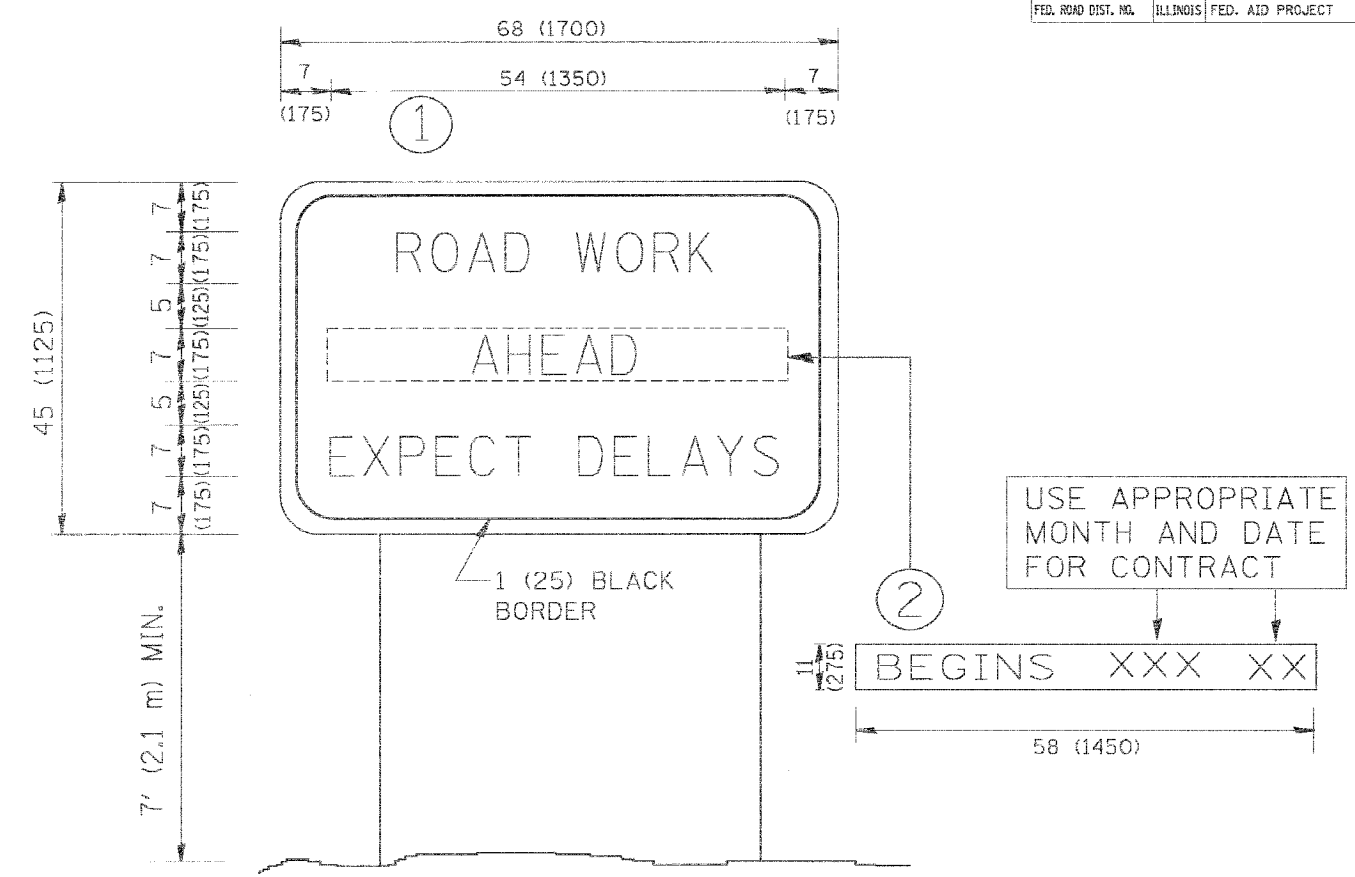 FED. ROAD DIST. NO. ILLINOIS FED. AID PROJECT
68 (1700)
7 54 (1350) 7
(175) (175)
1
45 (1125)
7 (175)
7 (175)
5 (125)
7 (175)
5 (125)
7 (175)
7 (175)
ROAD WORK
AHEAD
EXPECT DELAYS
1 (25) BLACK
BORDER
7' (2.1 m) MIN.
USE APPROPRIATE
MONTH AND DATE
FOR CONTRACT
2
11
(275)
BEGINS XXX XX
58 (1450)